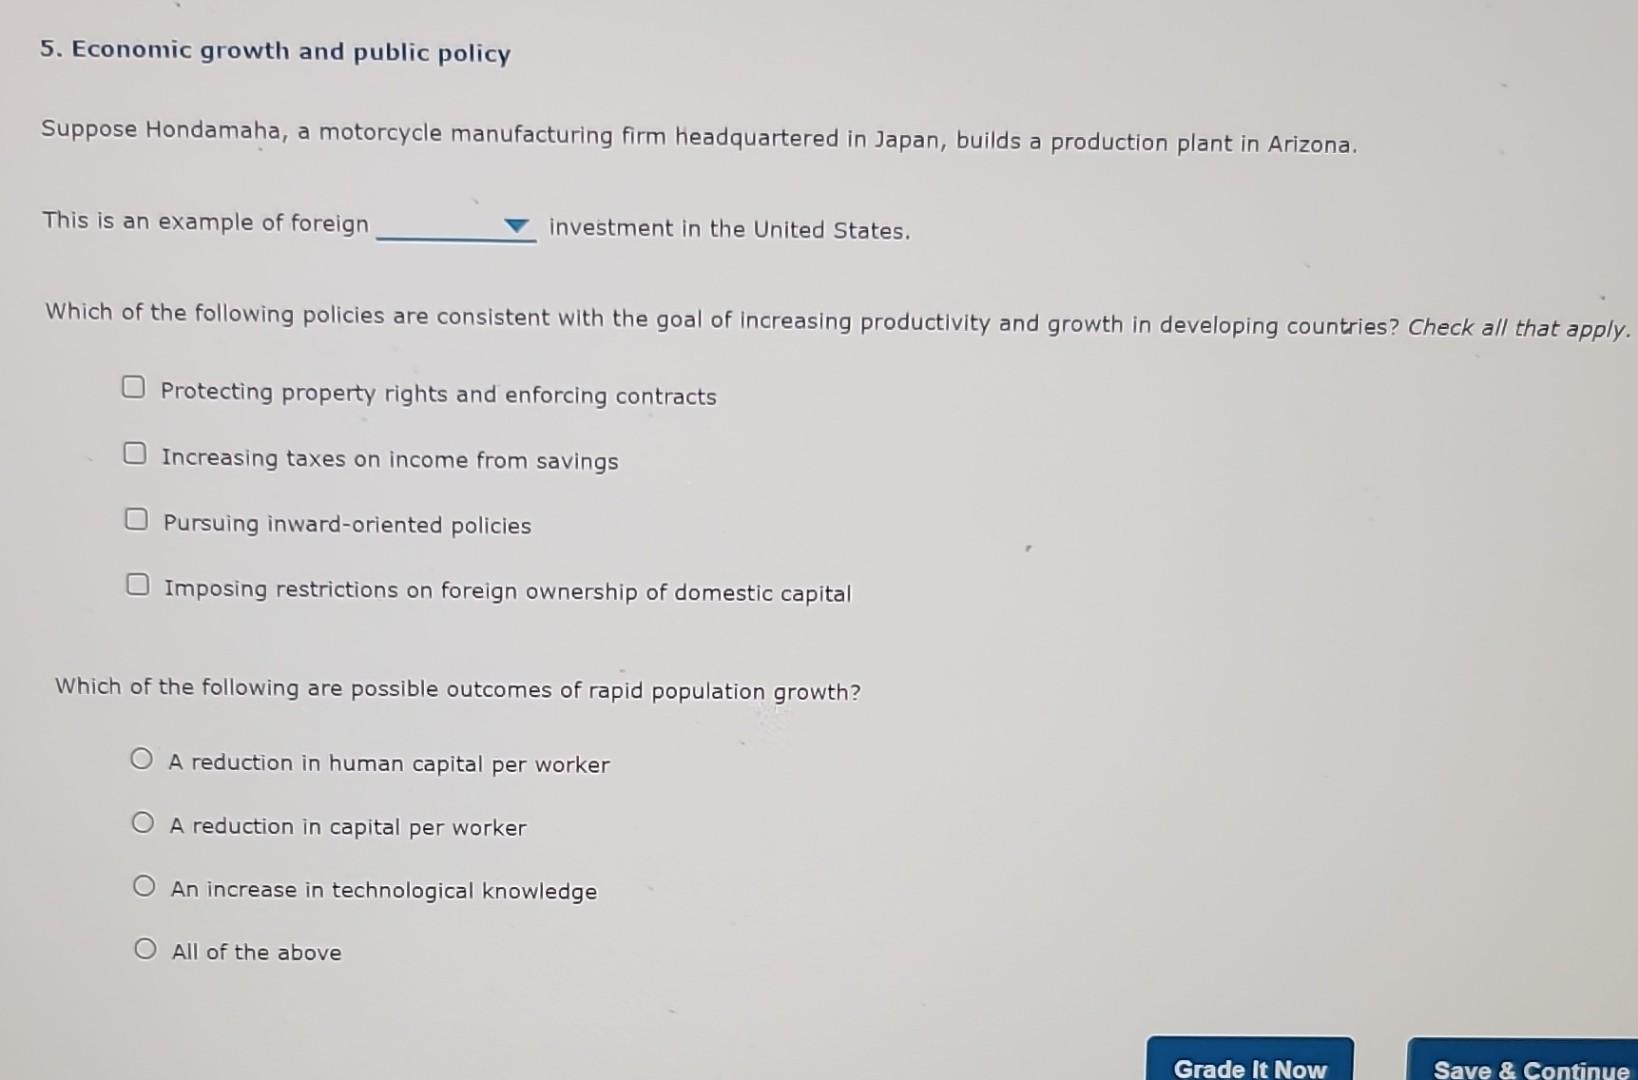 5. Economic growth and public policy
Suppose Hondamaha, a motorcycle manufacturing firm headquartered in Japan, builds a production plant in Arizona.
This is an example of foreign investment in the United States.
Which of the following policies are consistent with the goal of increasing productivity and growth in developing countries? Check all that apply.
Protecting property rights and enforcing contracts
Increasing taxes on income from savings
Pursuing inward-oriented policies
Imposing restrictions on foreign ownership of domestic capital
Which of the following are possible outcomes of rapid population growth?
A reduction in human capital per worker
A reduction in capital per worker
An increase in technological knowledge
All of the above
Grade It Now
Save & Continue